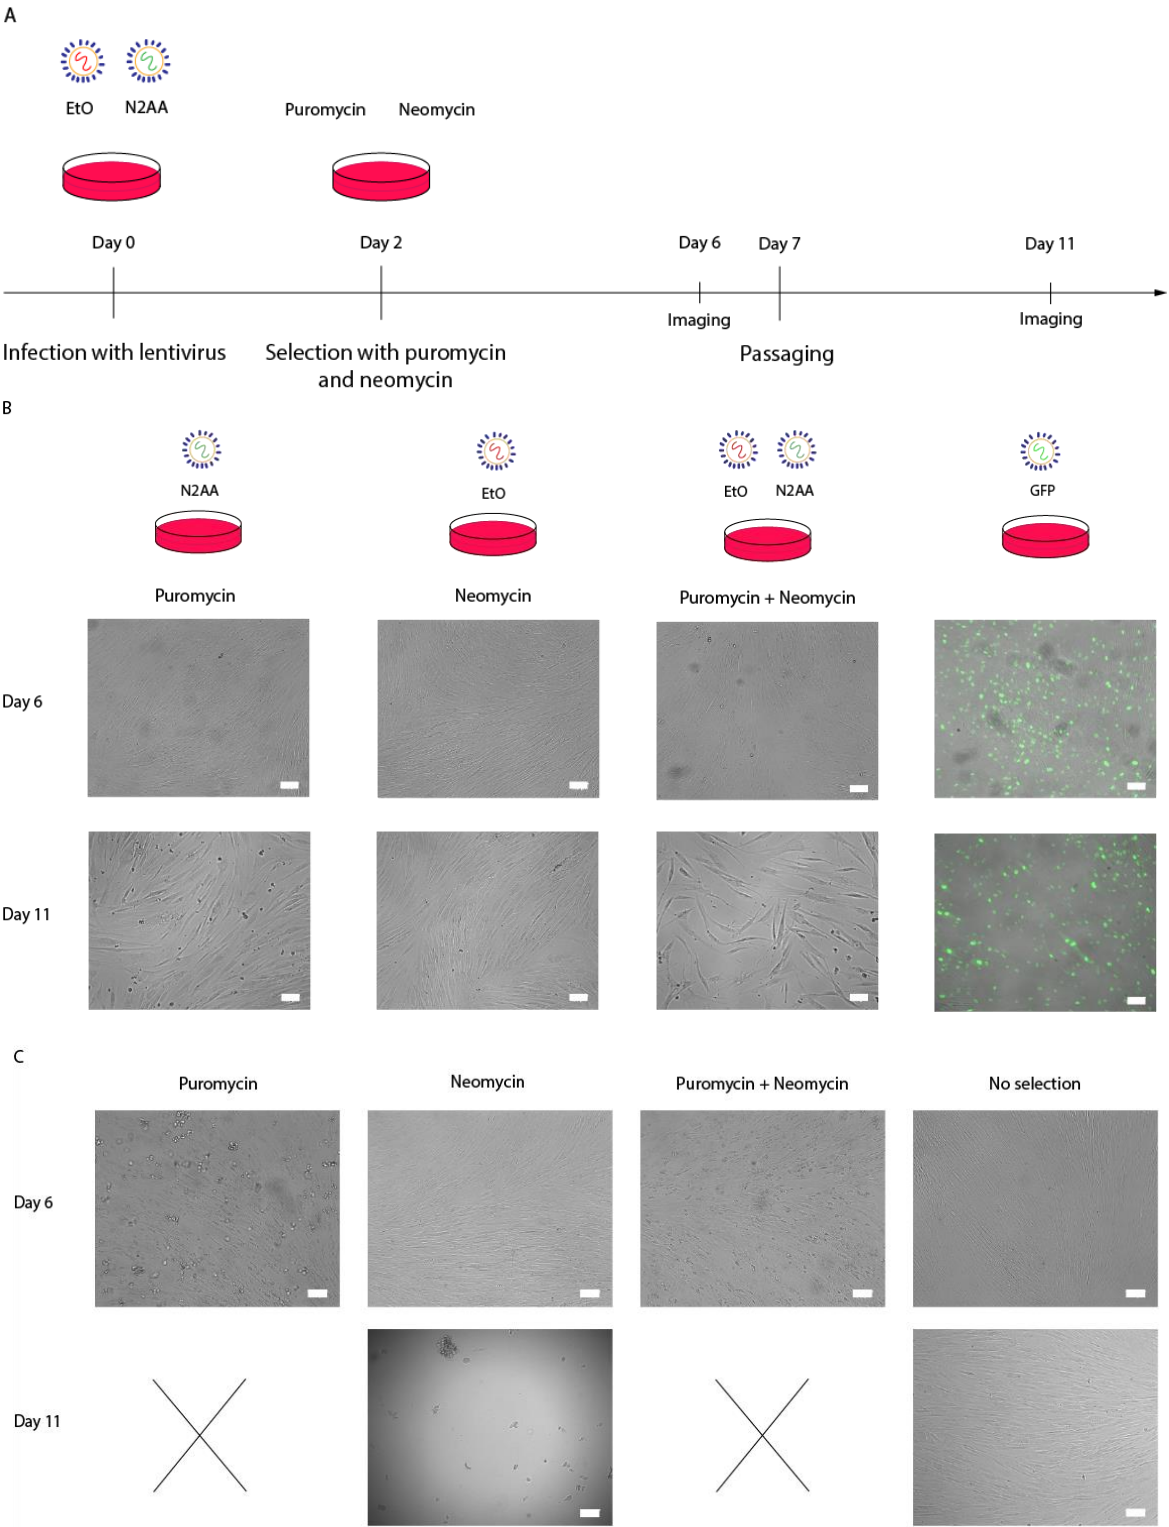 A
EtO N2AA
Puromycin Neomycin
Day 0 Day 2 Day 6 Day 7 Day 11
Imaging Imaging
Infection with lentivirus Selection with puromycin and neomycin Passaging
B
N2AA EtO EtO N2AA GFP
Puromycin Neomycin Puromycin + Neomycin
Day 6
Day 11
C
Puromycin Neomycin Puromycin + Neomycin No selection
Day 6
Day 11